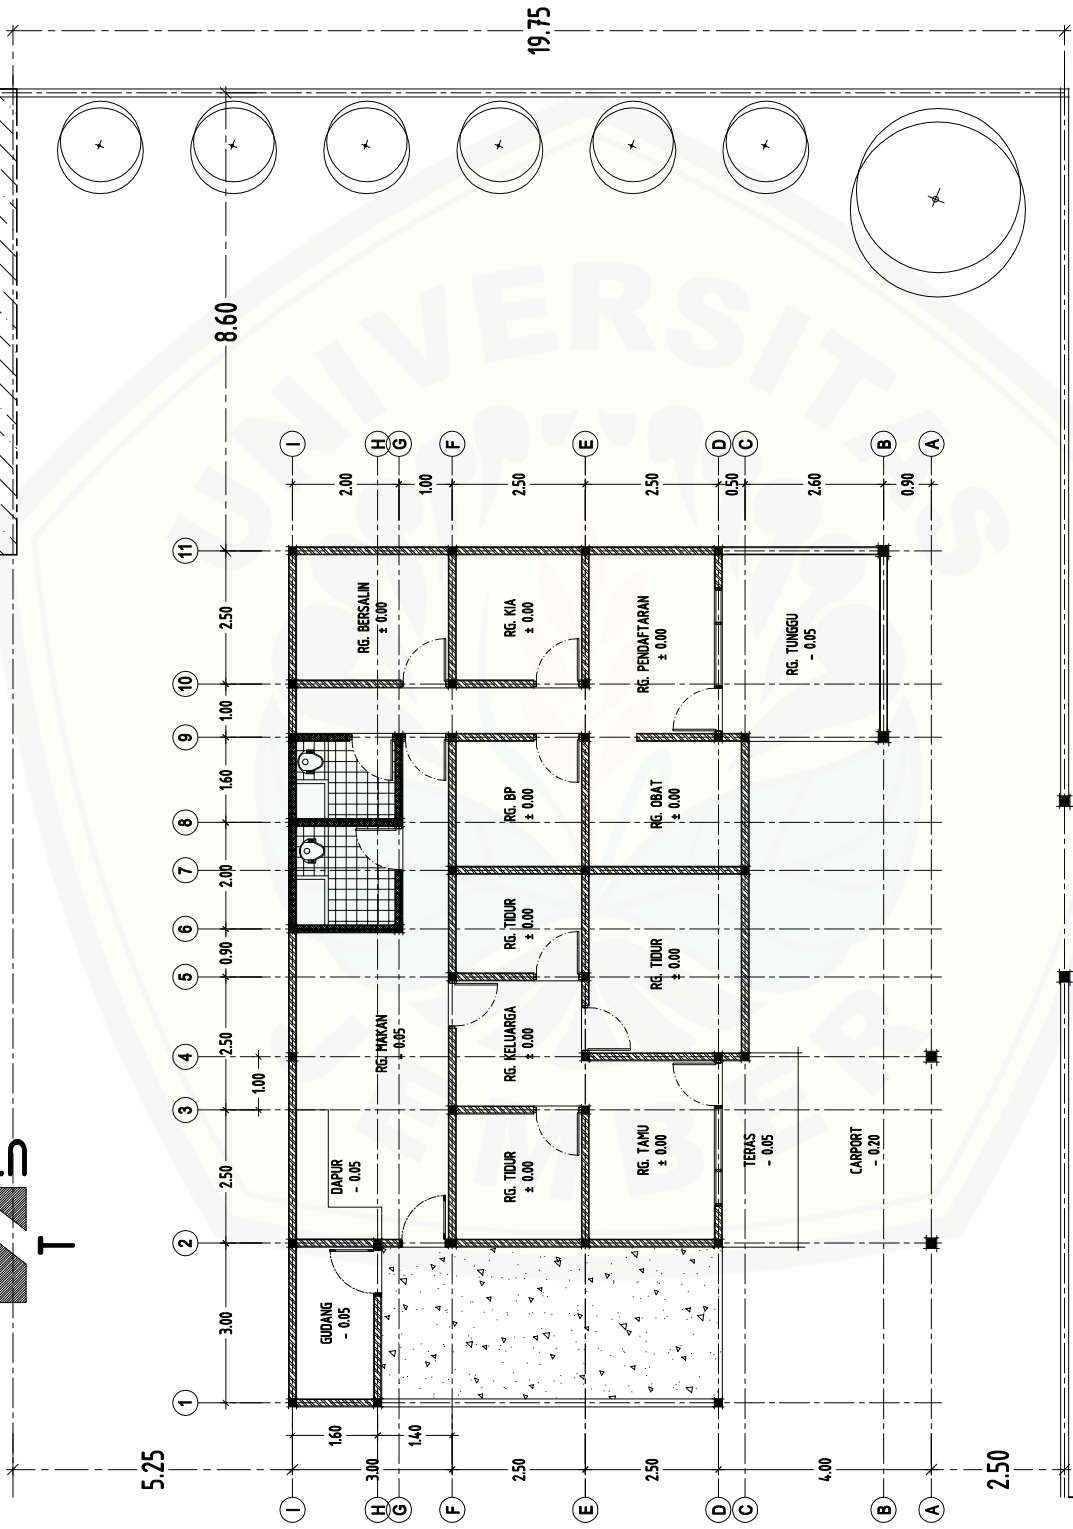 19.75
8.60
5.25
2.50
I
H
G
F
E
D
C
B
A
2.00
1.00
2.50
2.50
0.50
2.60
0.90
11
10
9
8
7
6
5
4
3
2
1
2.50
1.00
1.60
2.00
0.90
2.50
1.00
2.50
3.00
RG. BERSALIN
± 0.00
RG. KIA
± 0.00
RG. PENDAFTARAN
± 0.00
RG. TUNGGU
- 0.05
RG. BP
± 0.00
RG. OBAT
± 0.00
RG. TIDUR
± 0.00
RG. TIDUR
± 0.00
RG. MAKAN
- 0.05
RG. KELUARGA
± 0.00
DAPUR
- 0.05
RG. TIDUR
± 0.00
RG. TAMU
± 0.00
TERAS
- 0.05
CARPORT
- 0.20
GUDANG
- 0.05
1.60
1.40
3.00
2.50
2.50
4.00
I
H
G
F
E
D
C
B
A
T
UNIVERSITAS
JEMBER